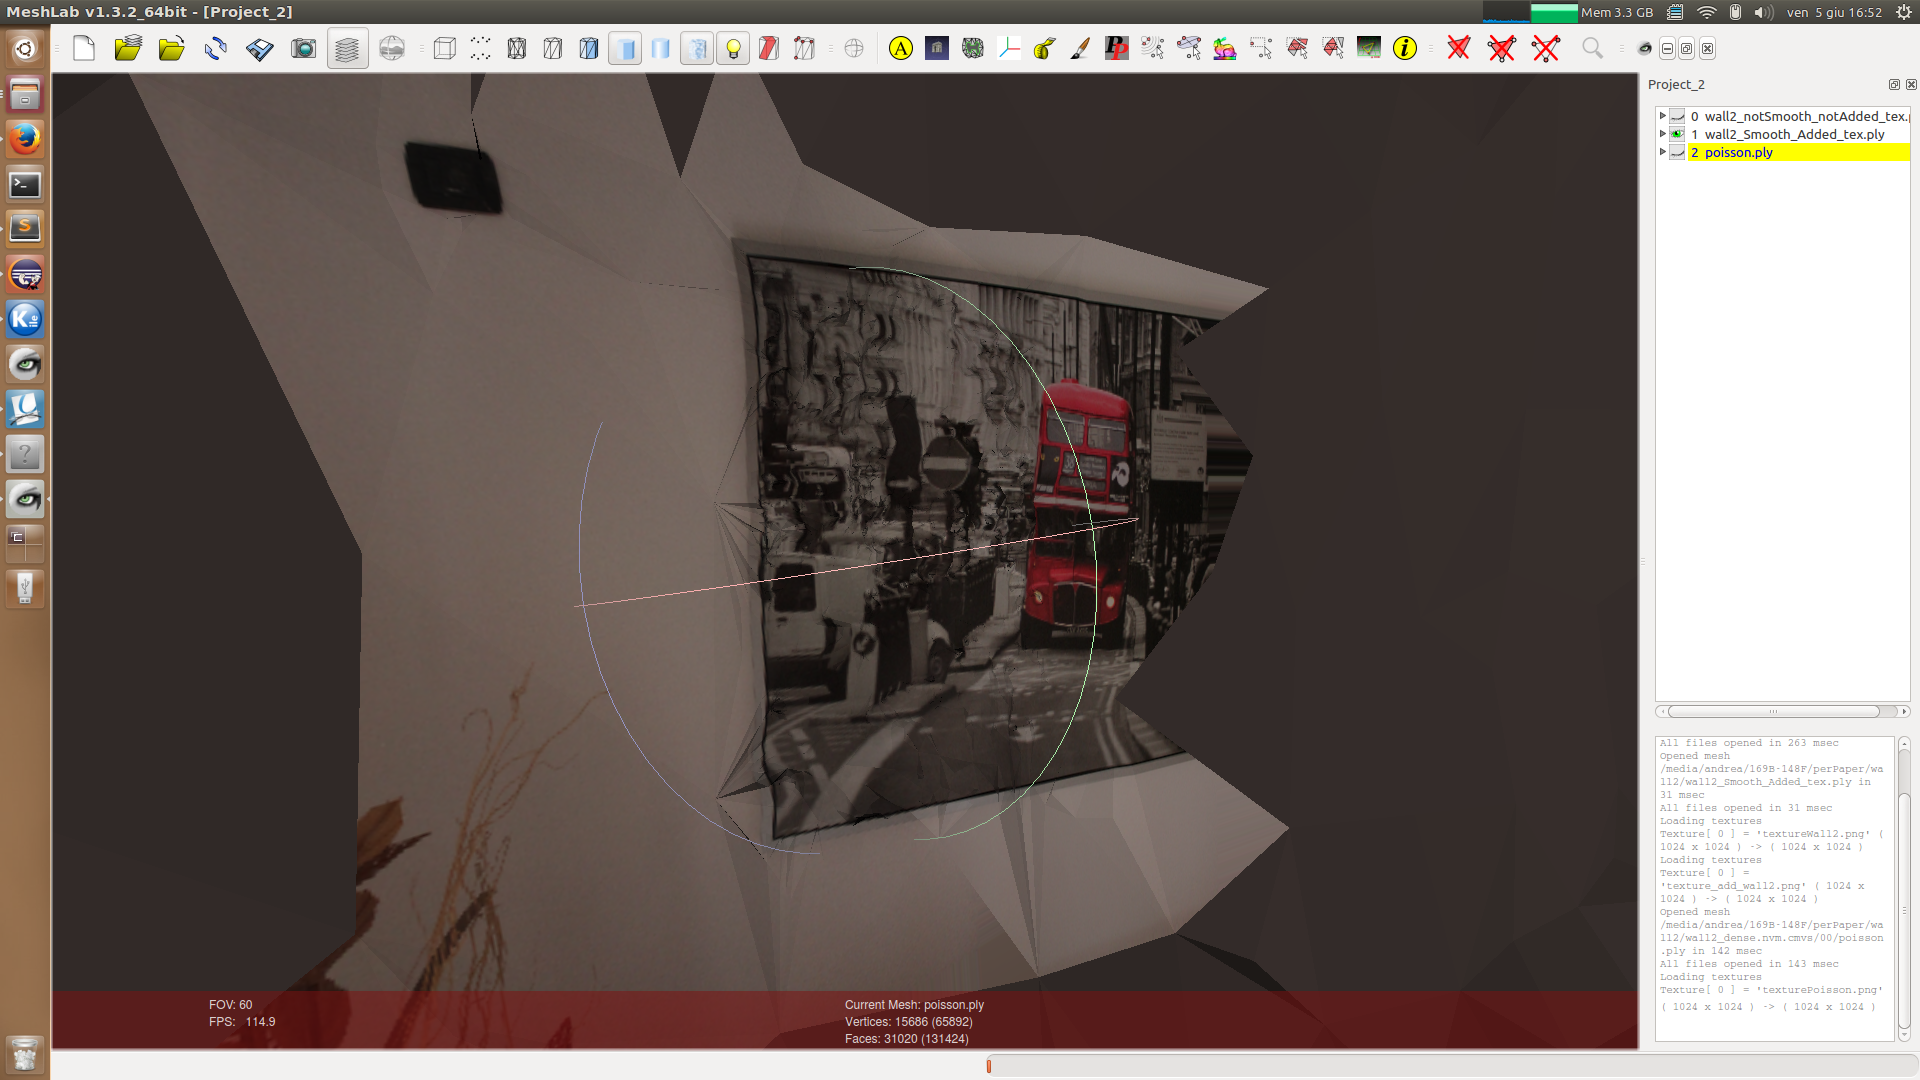 MeshLab v1.3.2_64bit - [Project_2]
Mem 3.3 GB
ven 5 giu 16:52
Project_2
0 wall2_notSmooth_notAdded_tex.p
1 wall2_Smooth_Added_tex.ply
2 poisson.ply
All files opened in 263 msec
Opened mesh
/media/andrea/169B-148F/perPaper/wa
ll2/wall2_Smooth_Added_tex.ply in
31 msec
All files opened in 31 msec
Loading textures
Texture[ 0 ] = 'textureWall2.png' (
1024 x 1024 ) -> ( 1024 x 1024 )
Loading textures
Texture[ 0 ] =
'texture_add_wall2.png' ( 1024 x
1024 ) -> ( 1024 x 1024 )
Opened mesh
/media/andrea/169B-148F/perPaper/wa
ll2/wall2_dense.nvm.cmvs/00/poisson
.ply in 142 msec
All files opened in 143 msec
Loading textures
Texture[ 0 ] = 'texturePoisson.png'
( 1024 x 1024 ) -> ( 1024 x 1024 )
FOV: 60
FPS: 114.9
Current Mesh: poisson.ply
Vertices: 15686 (65892)
Faces: 31020 (131424)